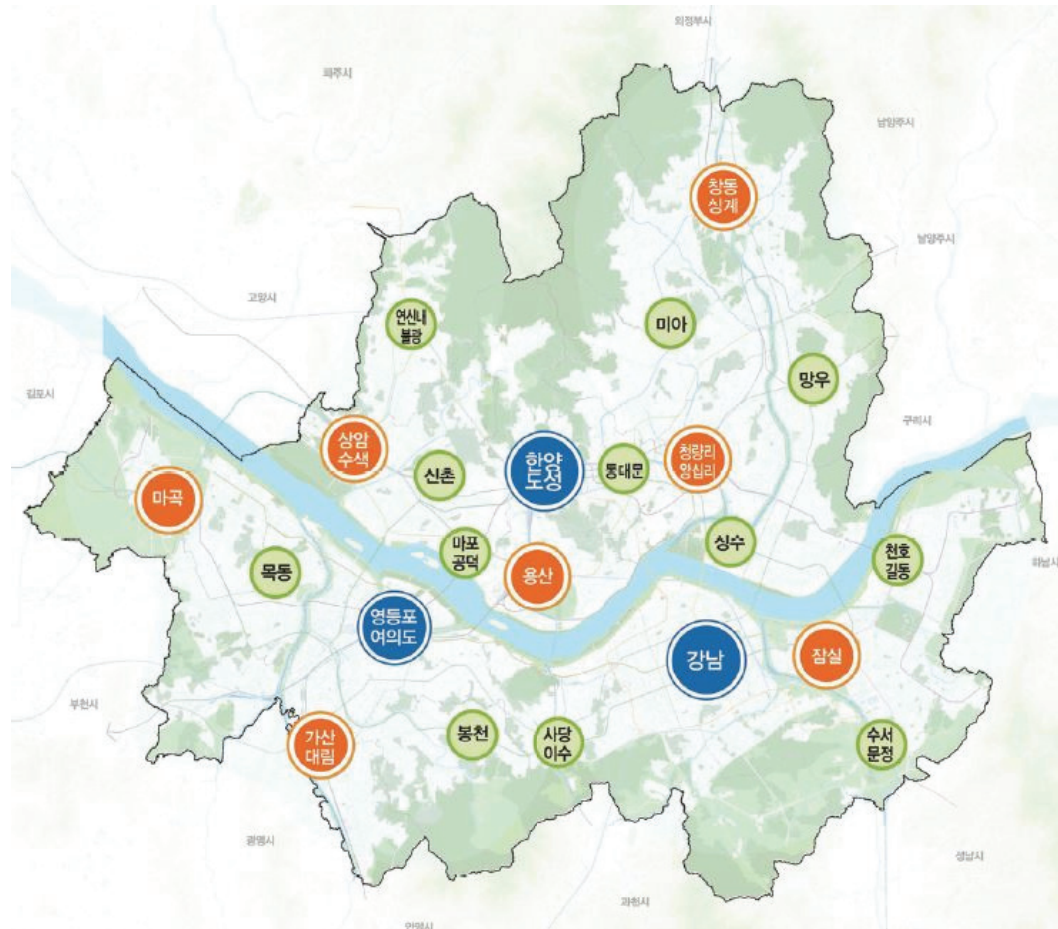 의정부시
파주시
남양주시
창동
상계
남양주시
고양시
연신내
불광
미아
망우
김포시
구리시
상암
수색
신촌
한양
도성
동대문
청량리
왕십리
마곡
마포
공덕
성수
천호
길동
하남시
목동
용산
영등포
여의도
강남
잠실
부천시
가산
대림
봉천
사당
이수
수서
문정
광명시
성남시
과천시
안양시